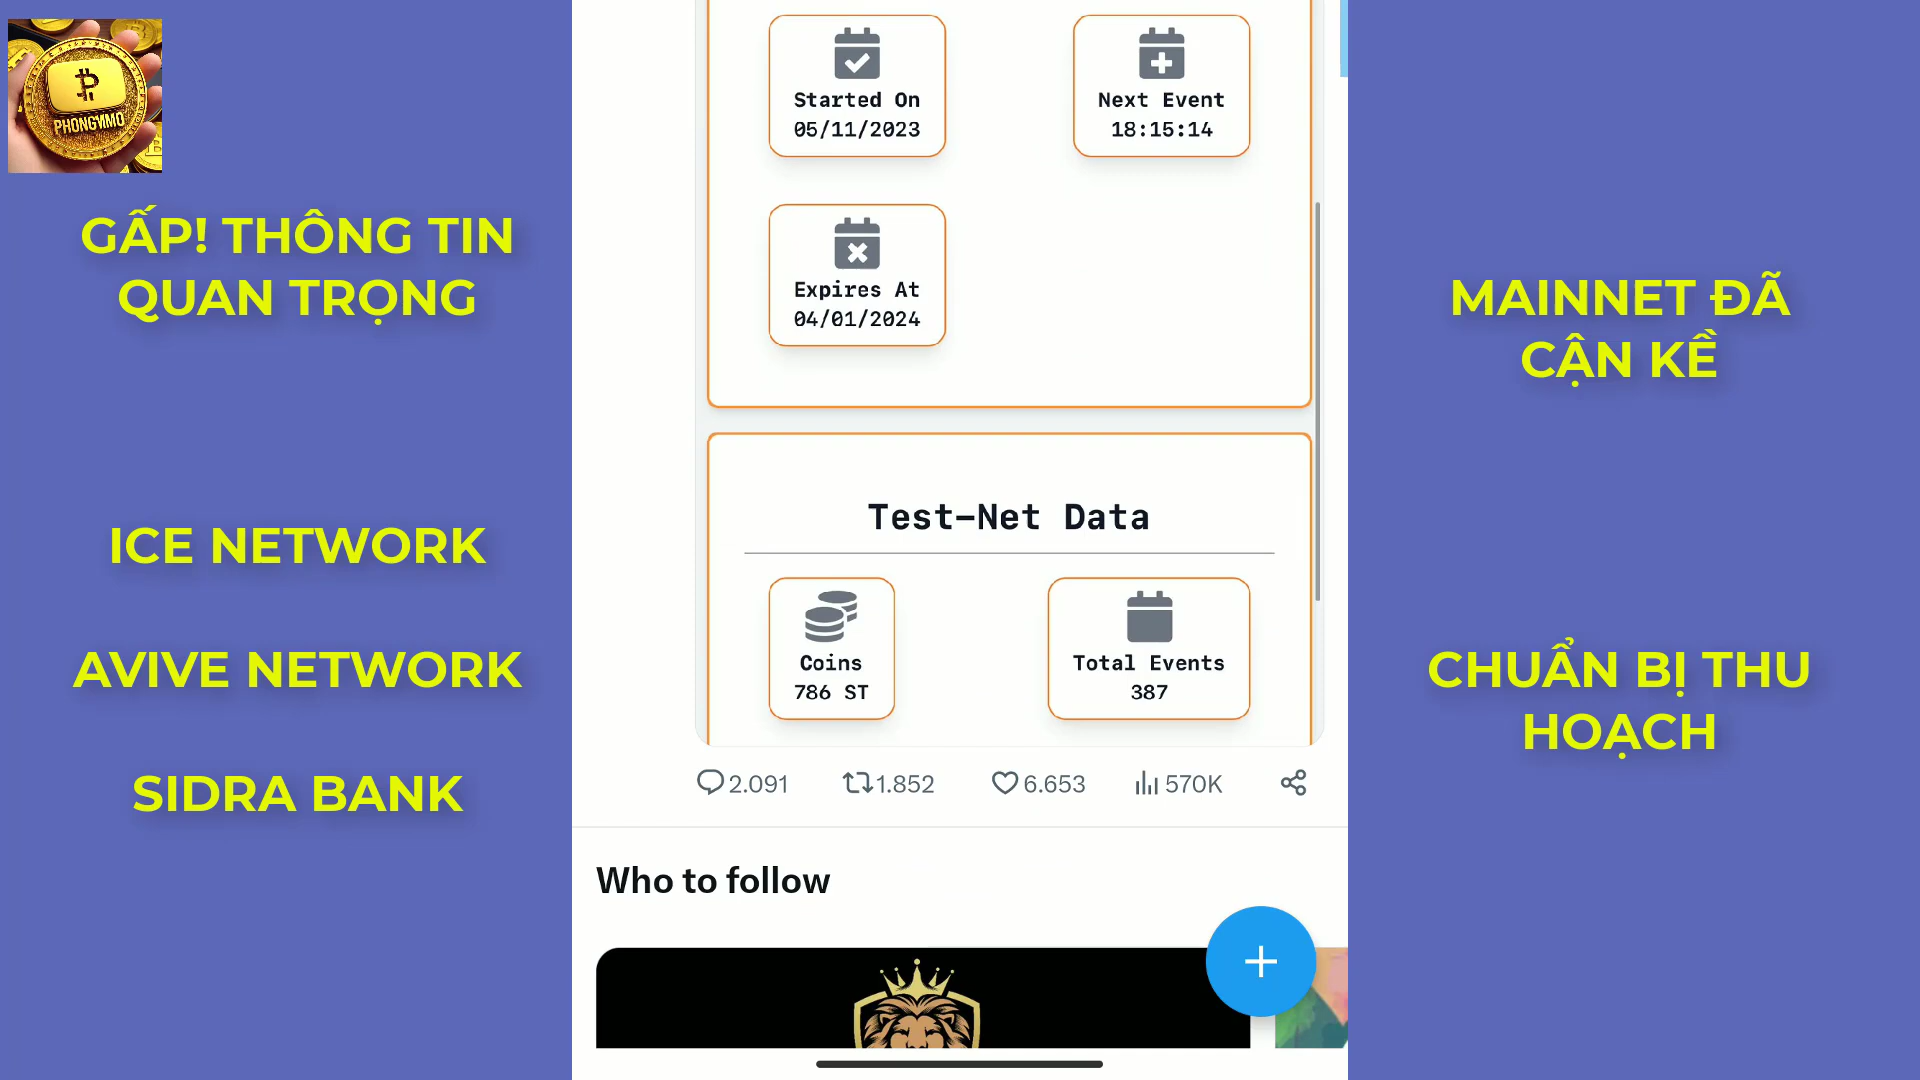 PHONGMMO
GẤP! THÔNG TIN
QUAN TRỌNG
ICE NETWORK
AVIVE NETWORK
SIDRA BANK
Started On
05/11/2023
Next Event
18:15:14
Expires At
04/01/2024
Test-Net Data
Coins
786 ST
Total Events
387
2.091
1.852
6.653
570K
Who to follow
MAINNET ĐÃ
CẬN KỀ
CHUẨN BỊ THU
HOẠCH